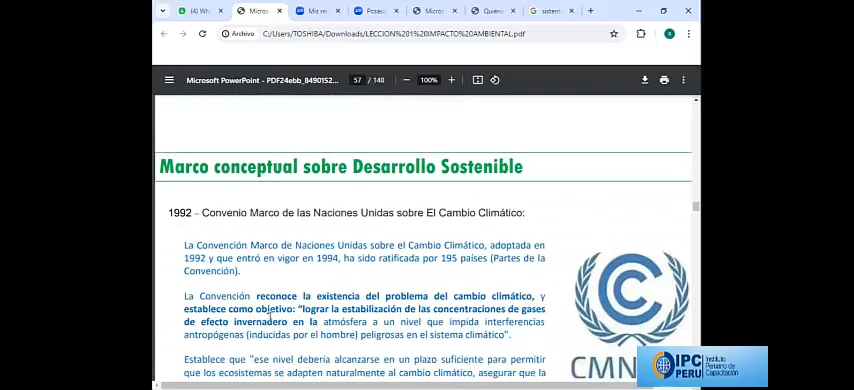 (4) Wh
Micros
Mis re
Posasi
Micros
Quién
sistem
Archivo C:/Users/TOSHIBA/Downloads/LECCION%201%20IMPACTO%20AMBIENTAL.pdf
Microsoft PowerPoint - PDF24ebb_8490152... 57 / 148 100%
Marco conceptual sobre Desarrollo Sostenible
1992 – Convenio Marco de las Naciones Unidas sobre El Cambio Climático:
La Convención Marco de Naciones Unidas sobre el Cambio Climático, adoptada en
1992 y que entró en vigor en 1994, ha sido ratificada por 195 países (Partes de la
Convención).
La Convención reconoce la existencia del problema del cambio climático, y
establece como objetivo: "lograr la estabilización de las concentraciones de gases
de efecto invernadero en la atmósfera a un nivel que impida interferencias
antropógenas (inducidas por el hombre) peligrosas en el sistema climático".
Establece que "ese nivel debería alcanzarse en un plazo suficiente para permitir
que los ecosistemas se adapten naturalmente al cambio climático, asegurar que la
CMN
IPC
PERU
Instituto
Peruano de
Capacitación